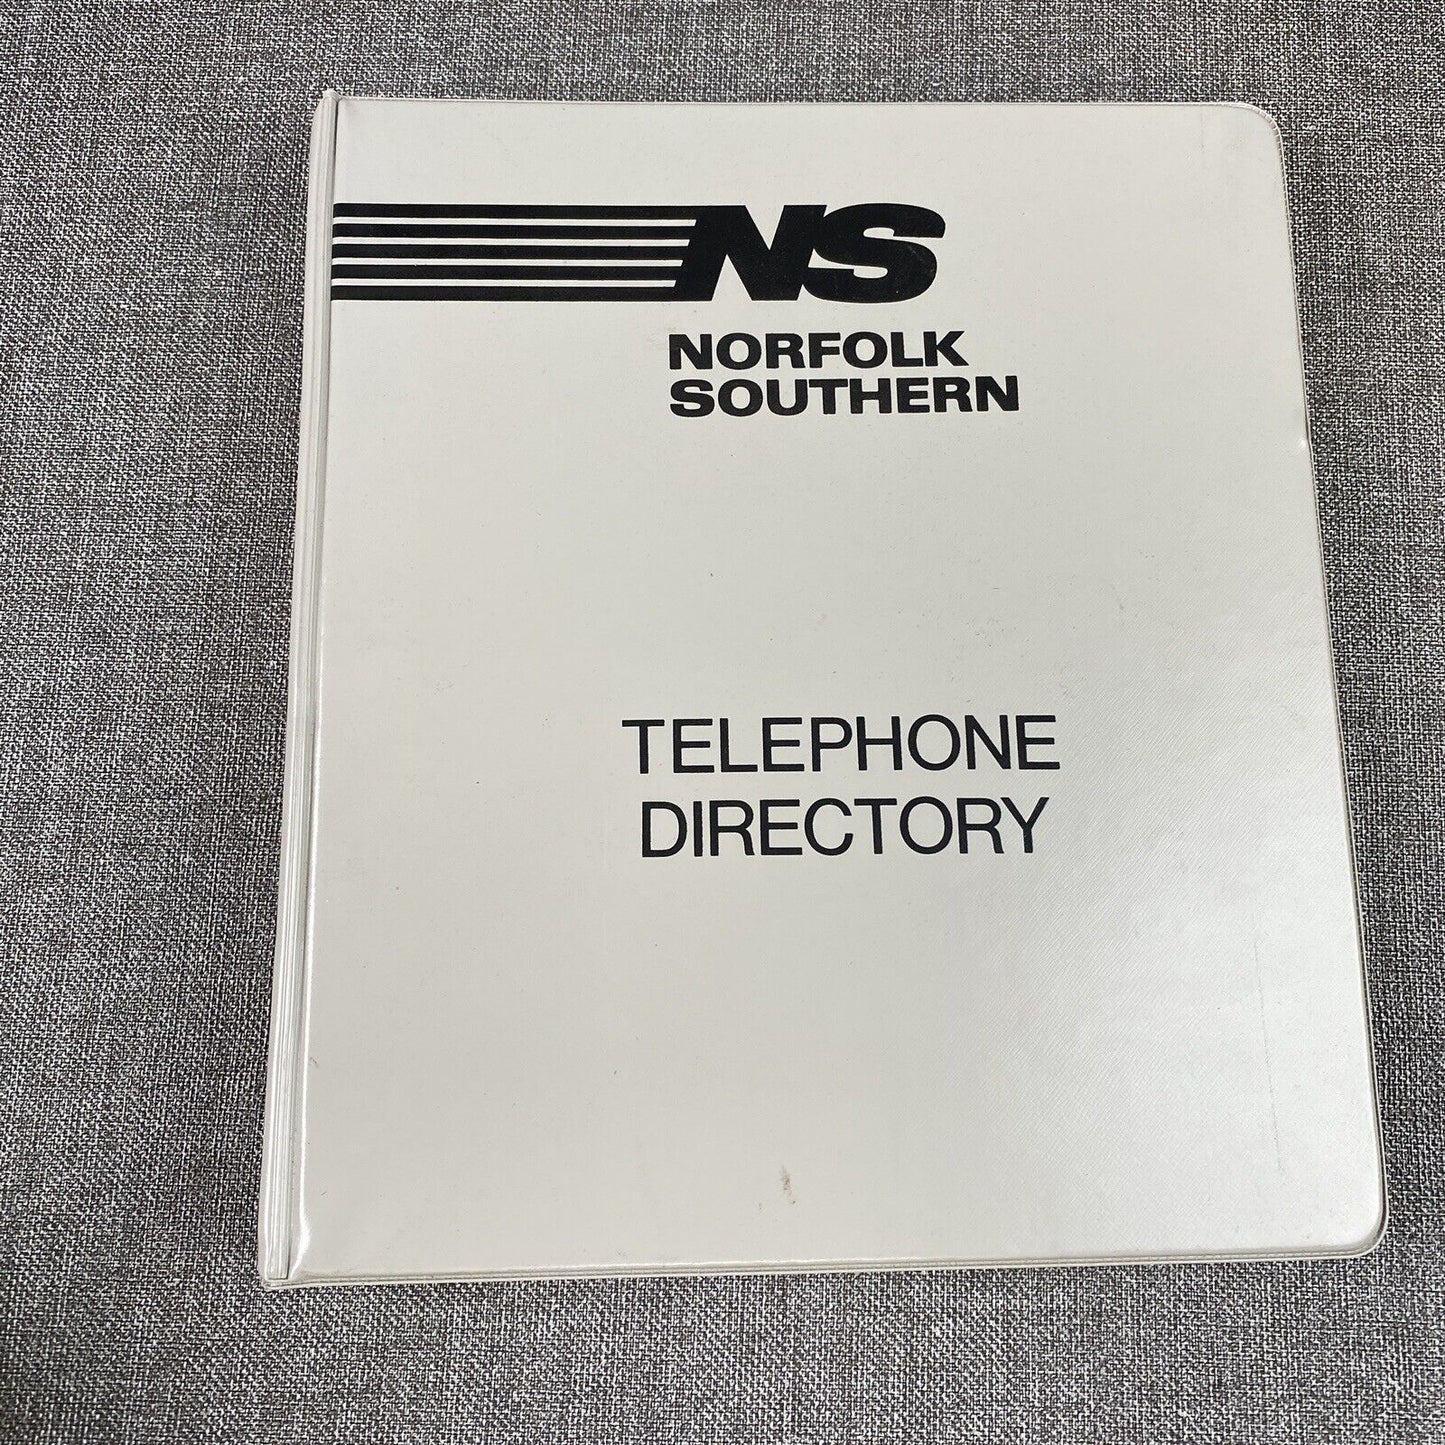 NS
NORFOLK
SOUTHERN
TELEPHONE
DIRECTORY